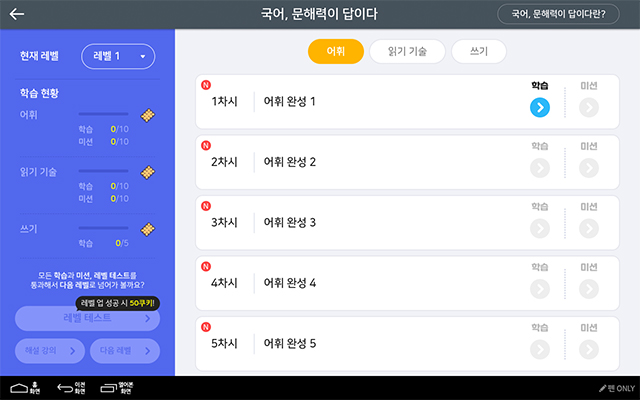 국어, 문해력이 답이다
국어, 문해력이 답이다란?
현재 레벨
레벨 1
학습 현황
어휘
학습 0/10
미션 0/10
읽기 기술
학습 0/10
미션 0/10
쓰기
학습 0/5
모든 학습과 미션, 레벨 테스트를
통과해서 다음 레벨로 넘어가 볼까요?
레벨 업 성공 시 50쿠키!
레벨 테스트
해설 강의
다음 레벨
어휘
읽기 기술
쓰기
N
1차시 어휘 완성 1 학습 미션
N
2차시 어휘 완성 2 학습 미션
N
3차시 어휘 완성 3 학습 미션
N
4차시 어휘 완성 4 학습 미션
N
5차시 어휘 완성 5 학습 미션
홈
화면
이전
화면
열어본
화면
펜 ONLY